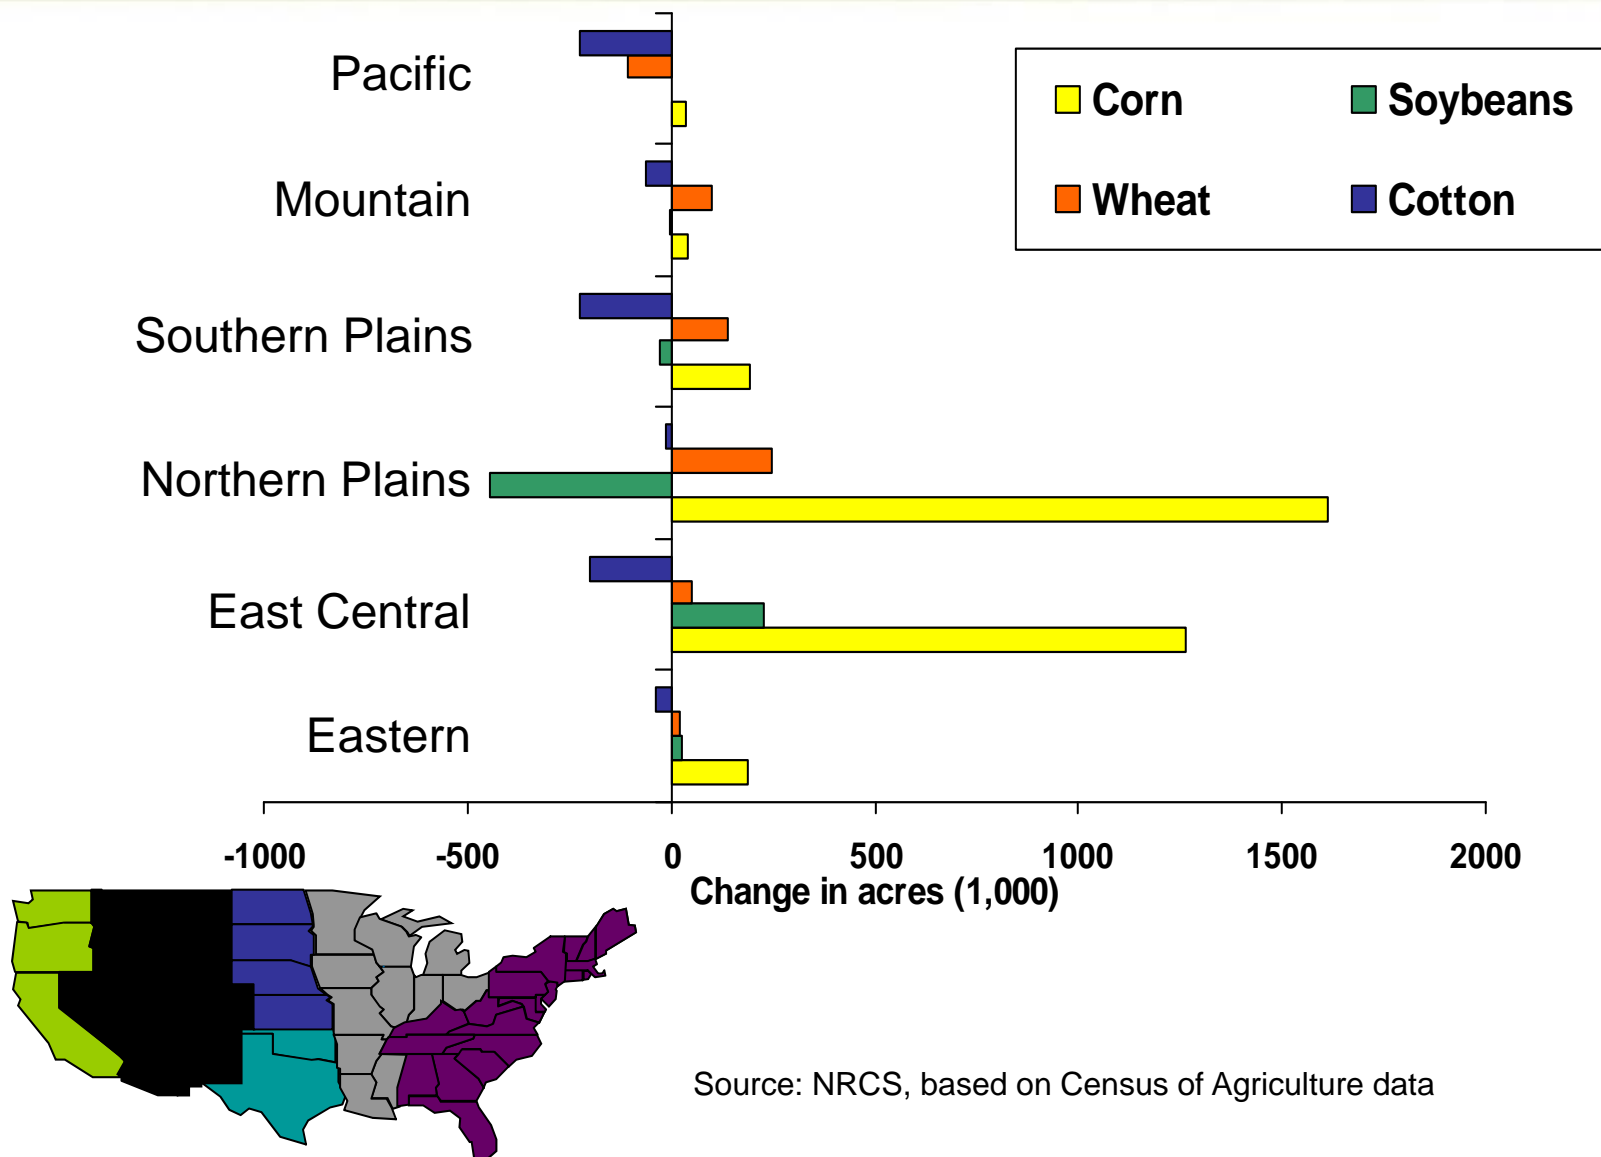 Pacific
Corn Soybeans
Wheat Cotton
Mountain
Southern Plains
Northern Plains
East Central
Eastern
-1000 -500 0 500 1000 1500 2000
Change in acres (1,000)
Source: NRCS, based on Census of Agriculture data